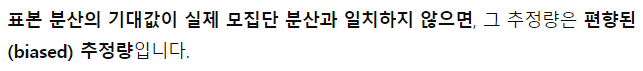 표본 분산의 기대값이 실제 모집단 분산과 일치하지 않으면, 그 추정량은 편향된
(biased) 추정량입니다.